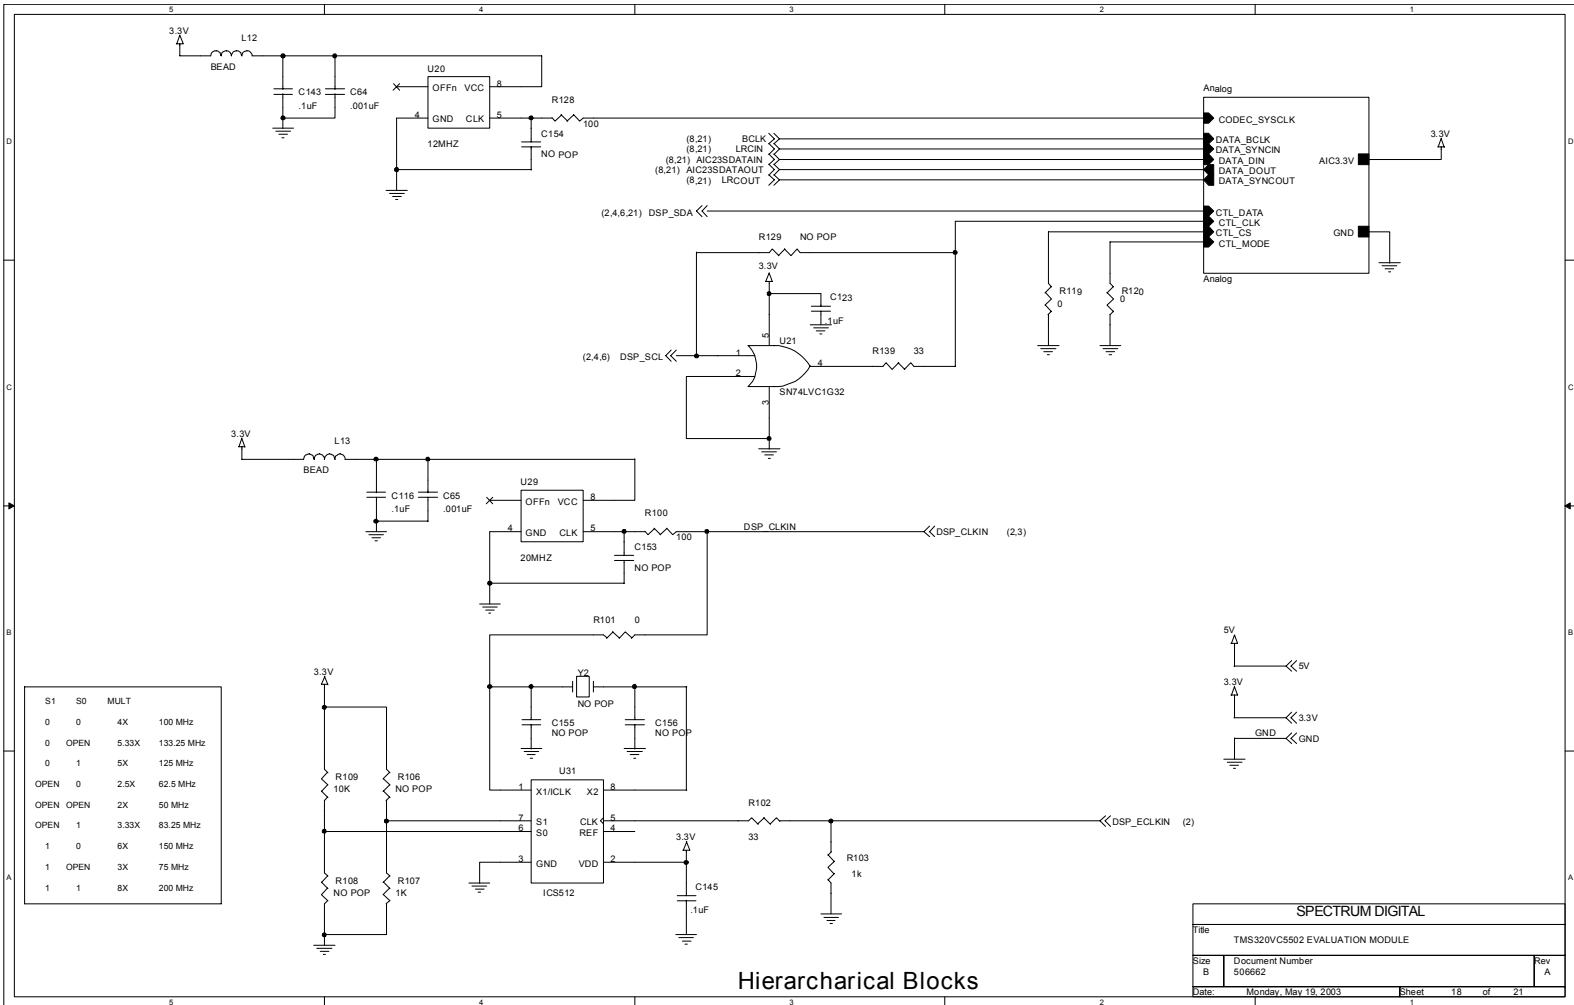 5 4 3 2 1
D D
C C
B B
A A
3.3V
L12
BEAD
C143
.1uF
C64
.001uF
U20
OFFn VCC 8
4 GND CLK 5
12MHZ
R128
100
C154
NO POP
Analog
CODEC_SYSCLK
DATA_BCLK
DATA_SYNCIN
DATA_DIN
DATA_DOUT
DATA_SYNCOUT
CTL_DATA
CTL_CLK
CTL_CS
CTL_MODE
AIC3.3V
GND
Analog
3.3V
(8,21) BCLK
(8,21) LRCIN
(8,21) AIC23SDATAIN
(8,21) AIC23SDATAOUT
(8,21) LRCOUT
(2,4,6,21) DSP_SDA
R129 NO POP
3.3V
C123
.1uF
R119
0
R120
0
(2,4,6) DSP_SCL
1
2
5
3
4
U21
SN74LVC1G32
R139 33
3.3V
L13
BEAD
C116
.1uF
C65
.001uF
U29
OFFn VCC 8
4 GND CLK 5
20MHZ
R100
100
C153
NO POP
DSP_CLKIN
DSP_CLKIN (2,3)
R101 0
Y2
NO POP
C155
NO POP
C156
NO POP
3.3V
R109
10K
R106
NO POP
R108
NO POP
R107
1K
U31
1 X1/ICLK X2 8
7 S1 CLK 5
6 S0 REF 4
3 GND VDD 2
ICS512
R102
33
R103
1k
DSP_ECLKIN (2)
3.3V
C145
.1uF
5V
5V
3.3V
3.3V
GND
GND
S1 S0 MULT
0 0 4X 100 MHz
0 OPEN 5.33X 133.25 MHz
0 1 5X 125 MHz
OPEN 0 2.5X 62.5 MHz
OPEN OPEN 2X 50 MHz
OPEN 1 3.33X 83.25 MHz
1 0 6X 150 MHz
1 OPEN 3X 75 MHz
1 1 8X 200 MHz
Hierarcharical Blocks
SPECTRUM DIGITAL
Title
TMS320VC5502 EVALUATION MODULE
Size Document Number Rev
B 506662 A
Date: Monday, May 19, 2003 Sheet 18 of 21
5 4 3 2 1